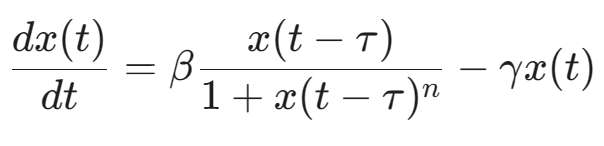 dx(t)/dt = β x(t − τ)/(1 + x(t − τ)ⁿ) − γx(t)